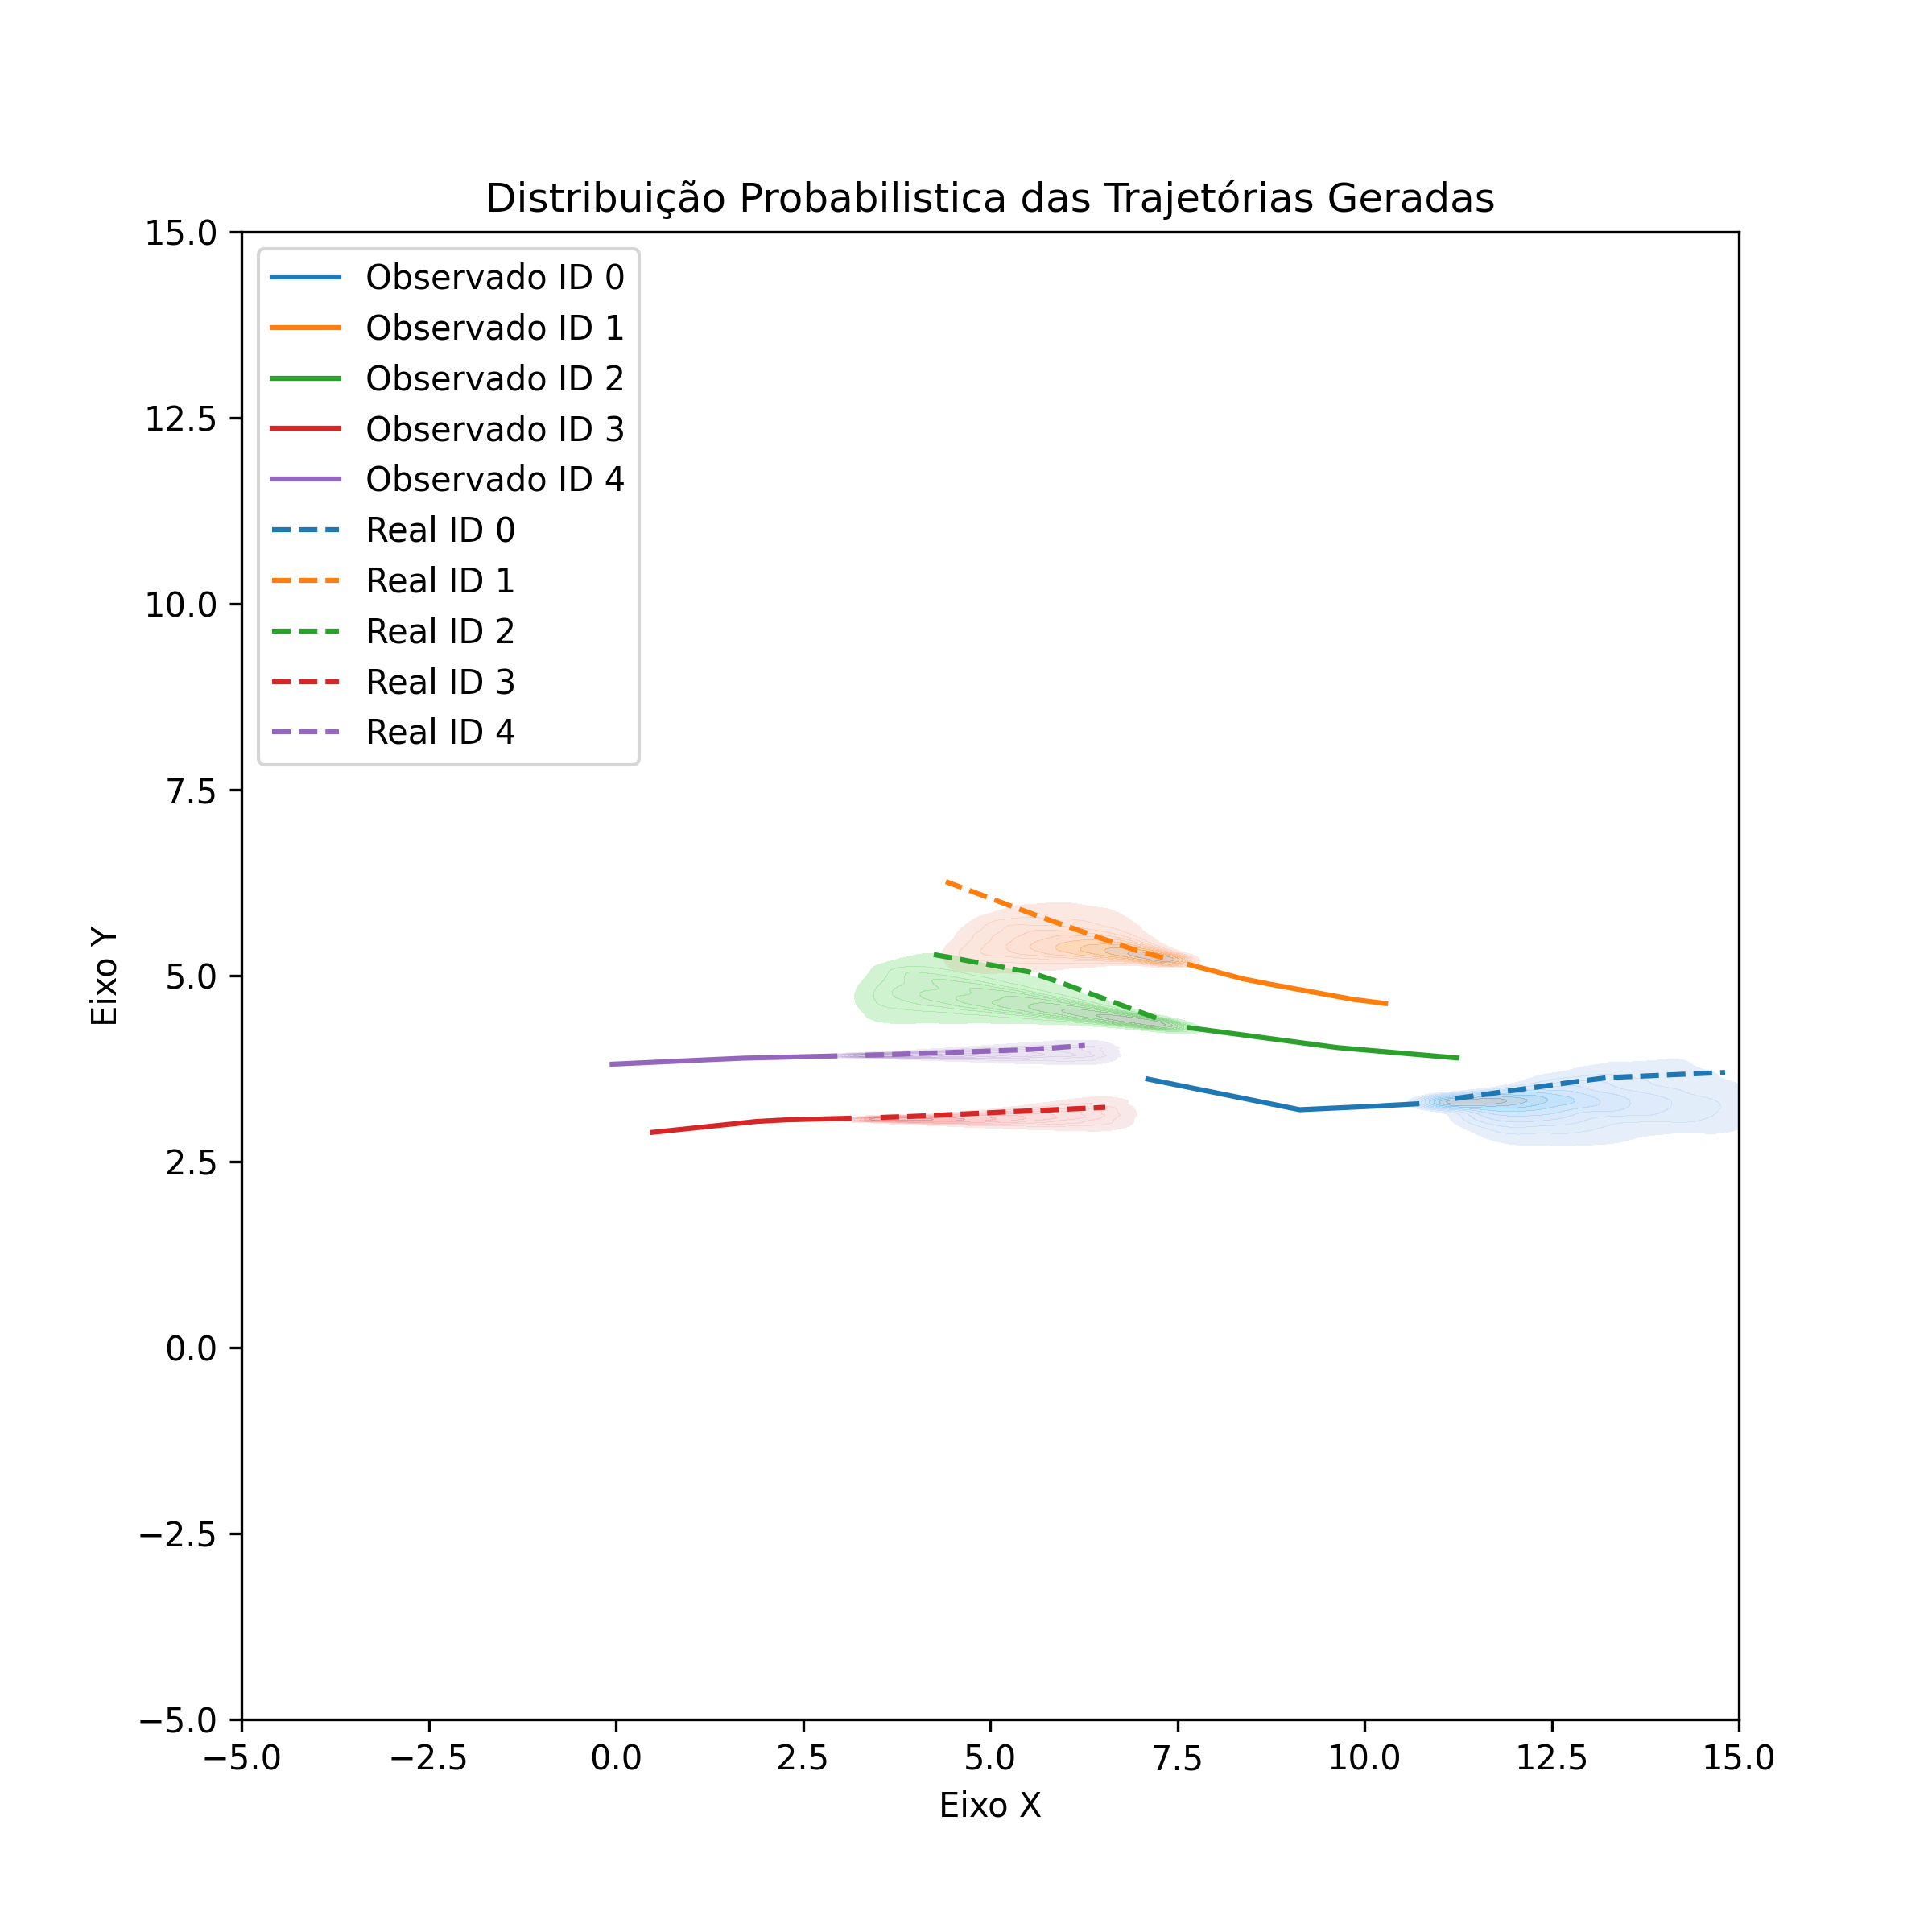 Distribuição Probabilistica das Trajetórias Geradas
15.0
12.5
10.0
7.5
5.0
2.5
0.0
−2.5
−5.0
Eixo Y
Observado ID 0
Observado ID 1
Observado ID 2
Observado ID 3
Observado ID 4
Real ID 0
Real ID 1
Real ID 2
Real ID 3
Real ID 4
−5.0 −2.5 0.0 2.5 5.0 7.5 10.0 12.5 15.0
Eixo X